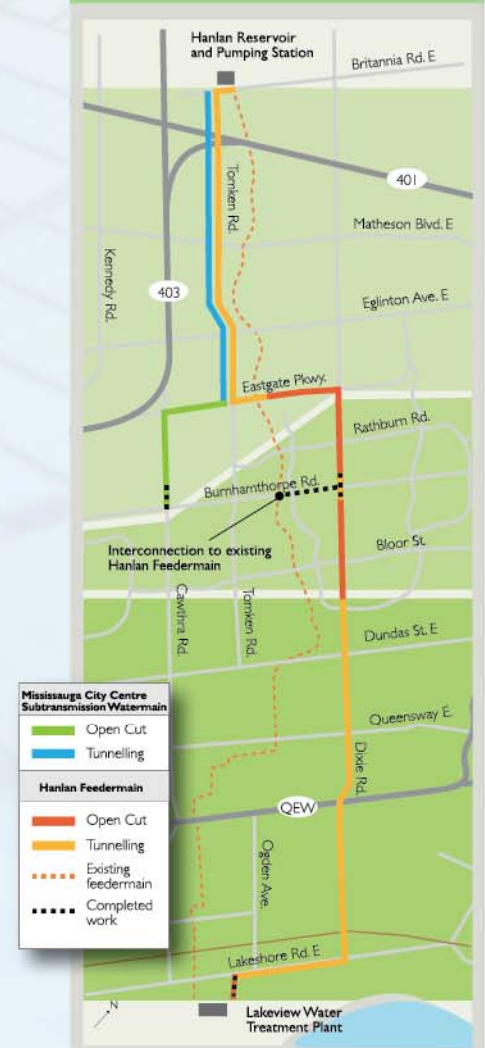 Hanlan Reservoir
and Pumping Station
Britannia Rd. E
401
Tomken Rd.
Matheson Blvd. E
Kennedy Rd.
403
Eglinton Ave. E
Eastgate Pkwy.
Rathburn Rd.
Burnhamthorpe Rd.
Bloor St.
Interconnection to existing
Hanlan Feedermain
Cawthra Rd.
Tomken Rd.
Dundas St. E
Mississauga City Centre
Subtransmission Watermain
Open Cut
Tunnelling
Hanlan Feedermain
Open Cut
Tunnelling
Existing
feedermain
Completed
work
Queensway E.
Dixie Rd.
QEW
Ogden Ave.
Lakeshore Rd. E
N
Lakeview Water
Treatment Plant